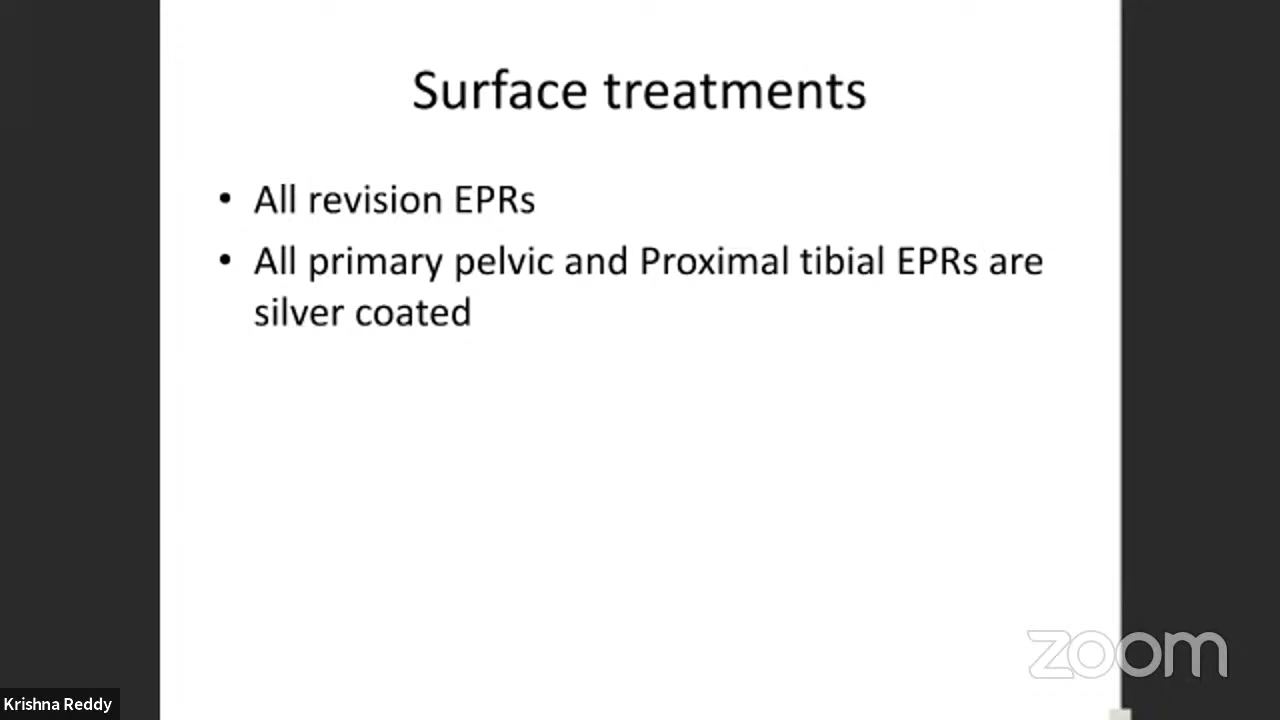 Surface treatments
• All revision EPRs
• All primary pelvic and Proximal tibial EPRs are
silver coated
zoom
Krishna Reddy